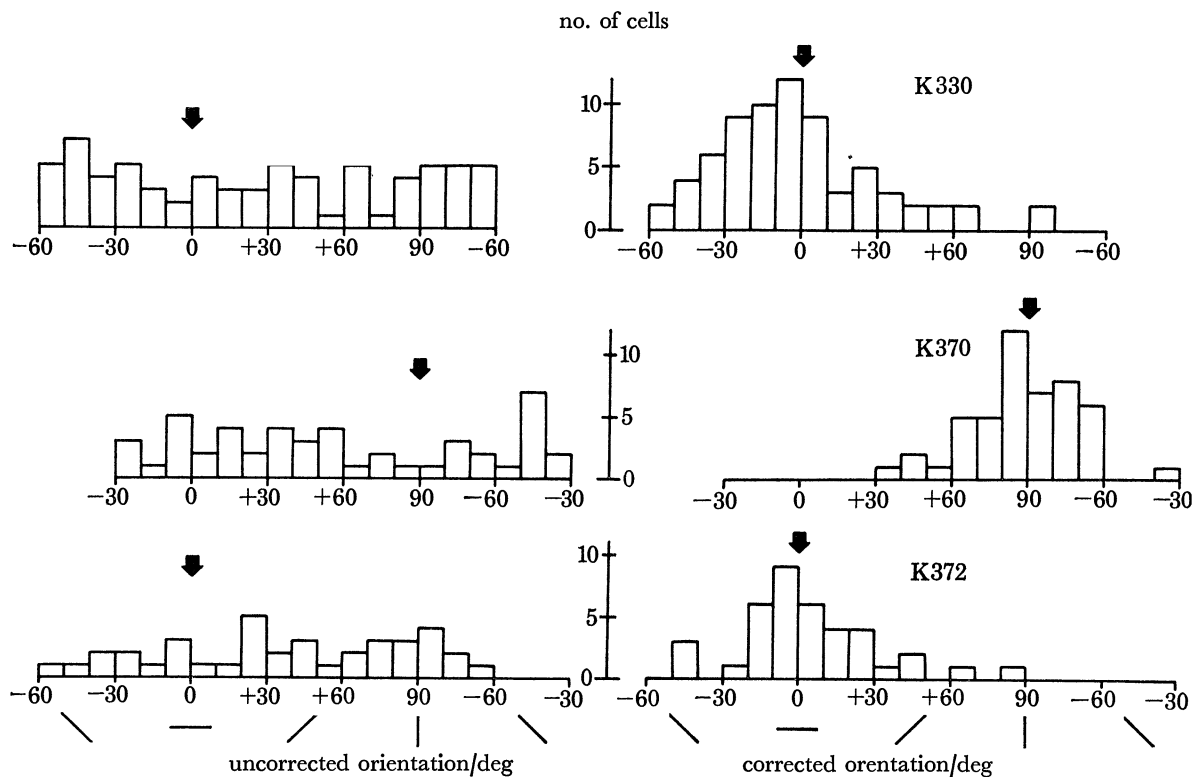 no. of cells
K330
10
5
0
−60 −30 0 +30 +60 90 −60
−60 −30 0 +30 +60 90 −60
K370
10
5
0
−30 0 +30 +60 90 −60 −30
−30 0 +30 +60 90 −60 −30
K372
10
5
0
−60 −30 0 +30 +60 90 −60 −30
−60 −30 0 +30 +60 90 −60 −30
uncorrected orientation/deg
corrected orentation/deg